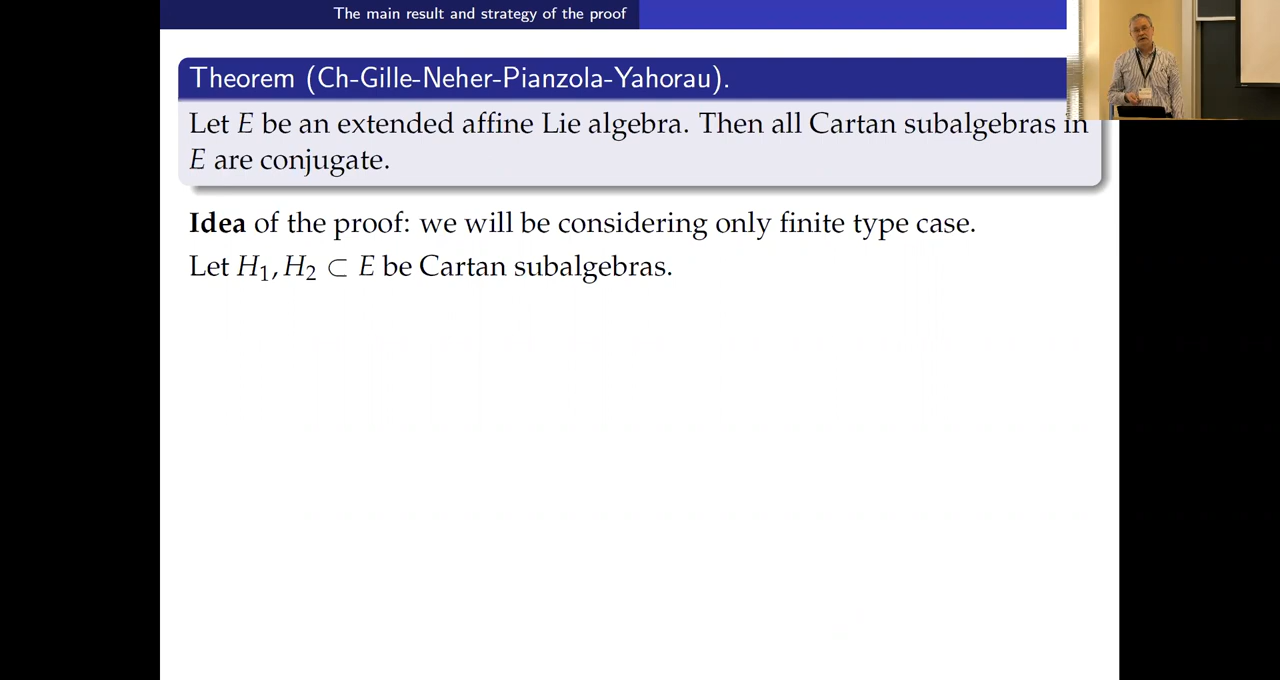 The main result and strategy of the proof
Theorem (Ch-Gille-Neher-Pianzola-Yahorau).
Let E be an extended affine Lie algebra. Then all Cartan subalgebras in
E are conjugate.
Idea of the proof: we will be considering only finite type case.
Let H₁, H₂ ⊂ E be Cartan subalgebras.